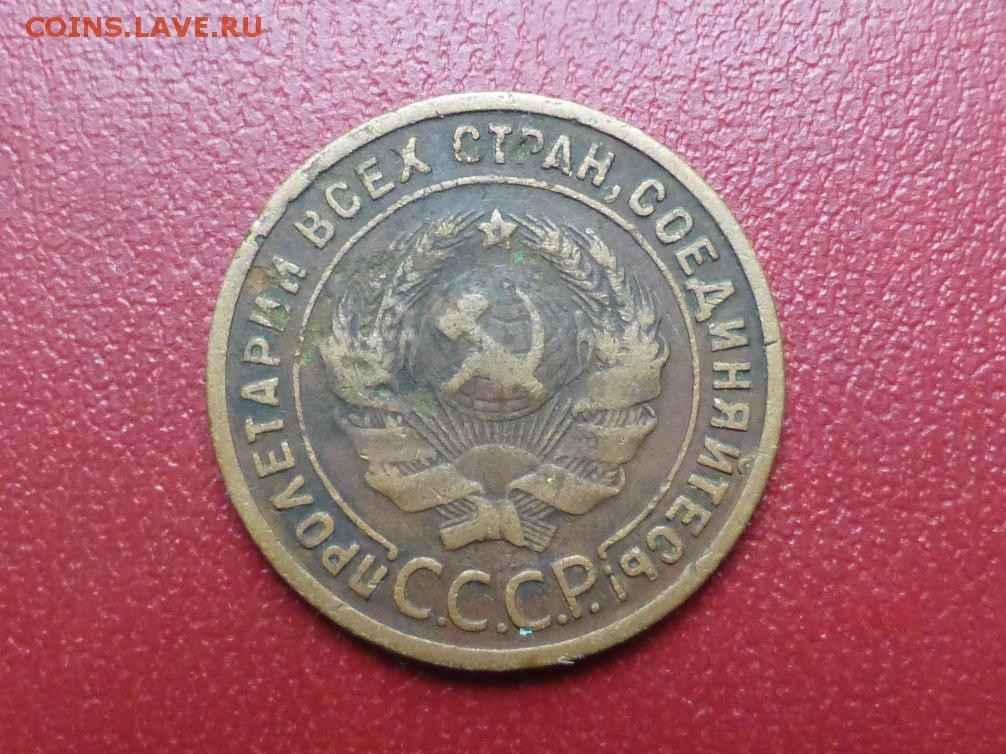 COINS.LAVE.RU
ПРОЛЕТАРИИ ВСЕХ СТРАН, СОЕДИНЯЙТЕСЬ!
С.С.С.Р.